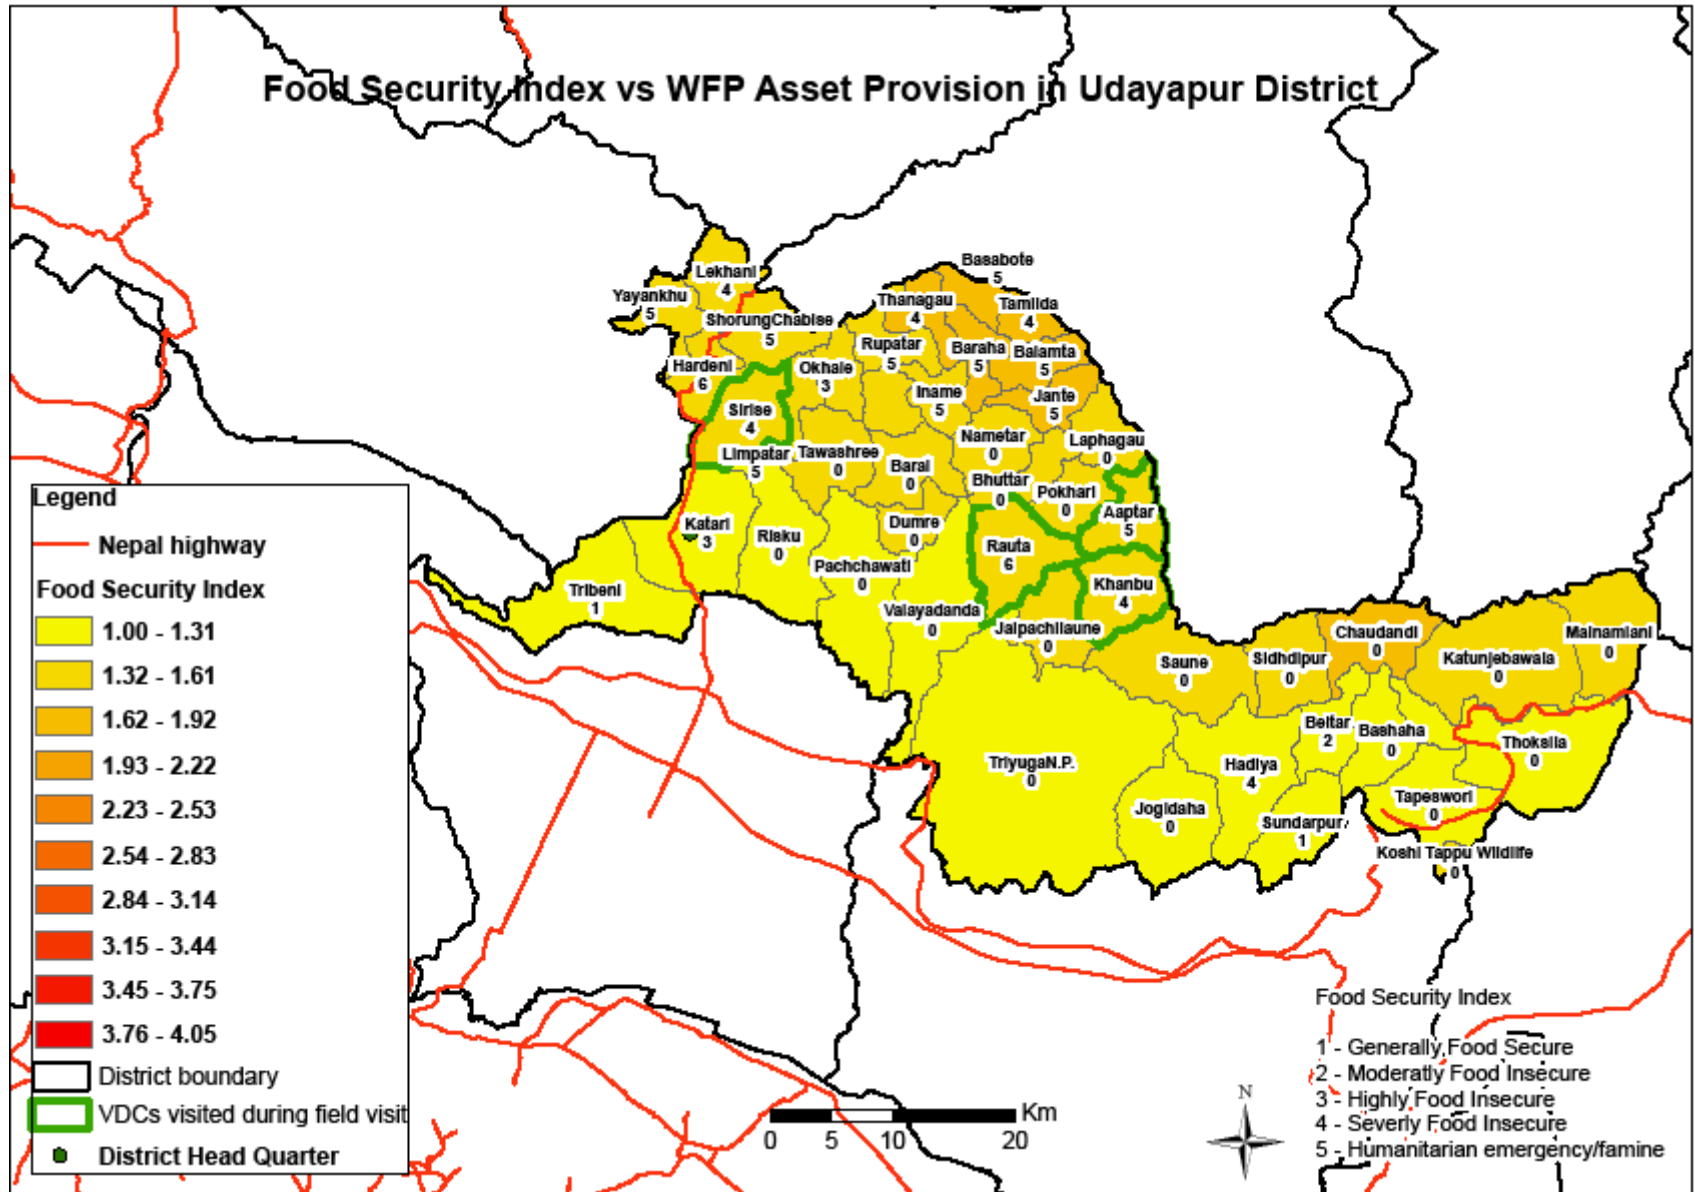 Food Security Index vs WFP Asset Provision in Udayapur District
Basabote
5
Lekhani
4
Yayankhu
5
Thanagau
4
Tamlida
4
ShorungChabise
5
Rupatar
5
Baraha
5
Balamta
5
Hardeni
6
Okhale
3
Iname
5
Jante
5
Sirise
4
Nametar
0
Laphagau
0
Limpatar
5
Tawashree
0
Barai
0
Bhuttar
0
Pokhari
0
Aaptar
5
Katari
3
Risku
0
Dumre
0
Rauta
6
Pachchawati
0
Khanbu
4
Tribeni
1
Valayadanda
0
Jalpachilaune
0
Chaudandi
0
Mainamiani
0
Saune
0
Sidhdipur
0
Katunjebawala
0
Beltar
2
Bashaha
0
Thoksila
0
TriyugaN.P.
0
Hadiya
4
Jogidaha
0
Tapeswori
0
Sundarpur
1
Koshi Tappu Wildlife
0
Legend
Nepal highway
Food Security Index
1.00 - 1.31
1.32 - 1.61
1.62 - 1.92
1.93 - 2.22
2.23 - 2.53
2.54 - 2.83
2.84 - 3.14
3.15 - 3.44
3.45 - 3.75
3.76 - 4.05
District boundary
VDCs visited during field visit
District Head Quarter
Km
0 5 10 20
N
Food Security Index
1 - Generally Food Secure
2 - Moderatly Food Insecure
3 - Highly Food Insecure
4 - Severly Food Insecure
5 - Humanitarian emergency/famine